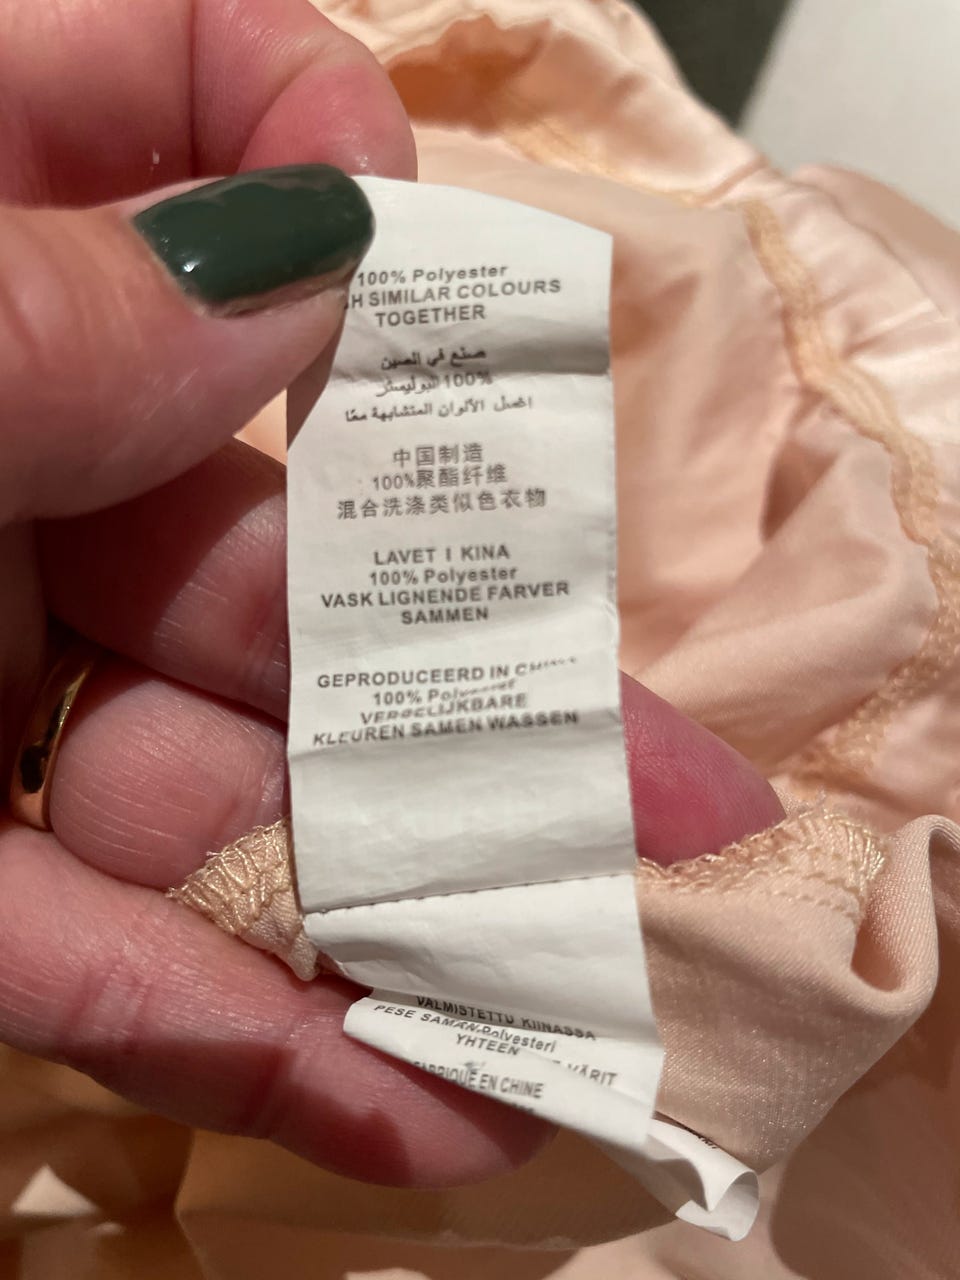 100% Polyester
SIMILAR COLOURS
TOGETHER
صنع في الصين
100% البوليستر
اغسل الألوان المتشابهة معًا
中国制造
100%聚酯纤维
混合洗涤类似色衣物
LAVET I KINA
100% Polyester
VASK LIGNENDE FARVER
SAMMEN
GEPRODUCEERD IN
100%
VERGELIJKBARE
KLEUREN SAMEN WASSEN
VALMISTETTU KIINASSA
Polyesteri
PESE SAMAN VÄRIT
YHTEEN
EN CHINE